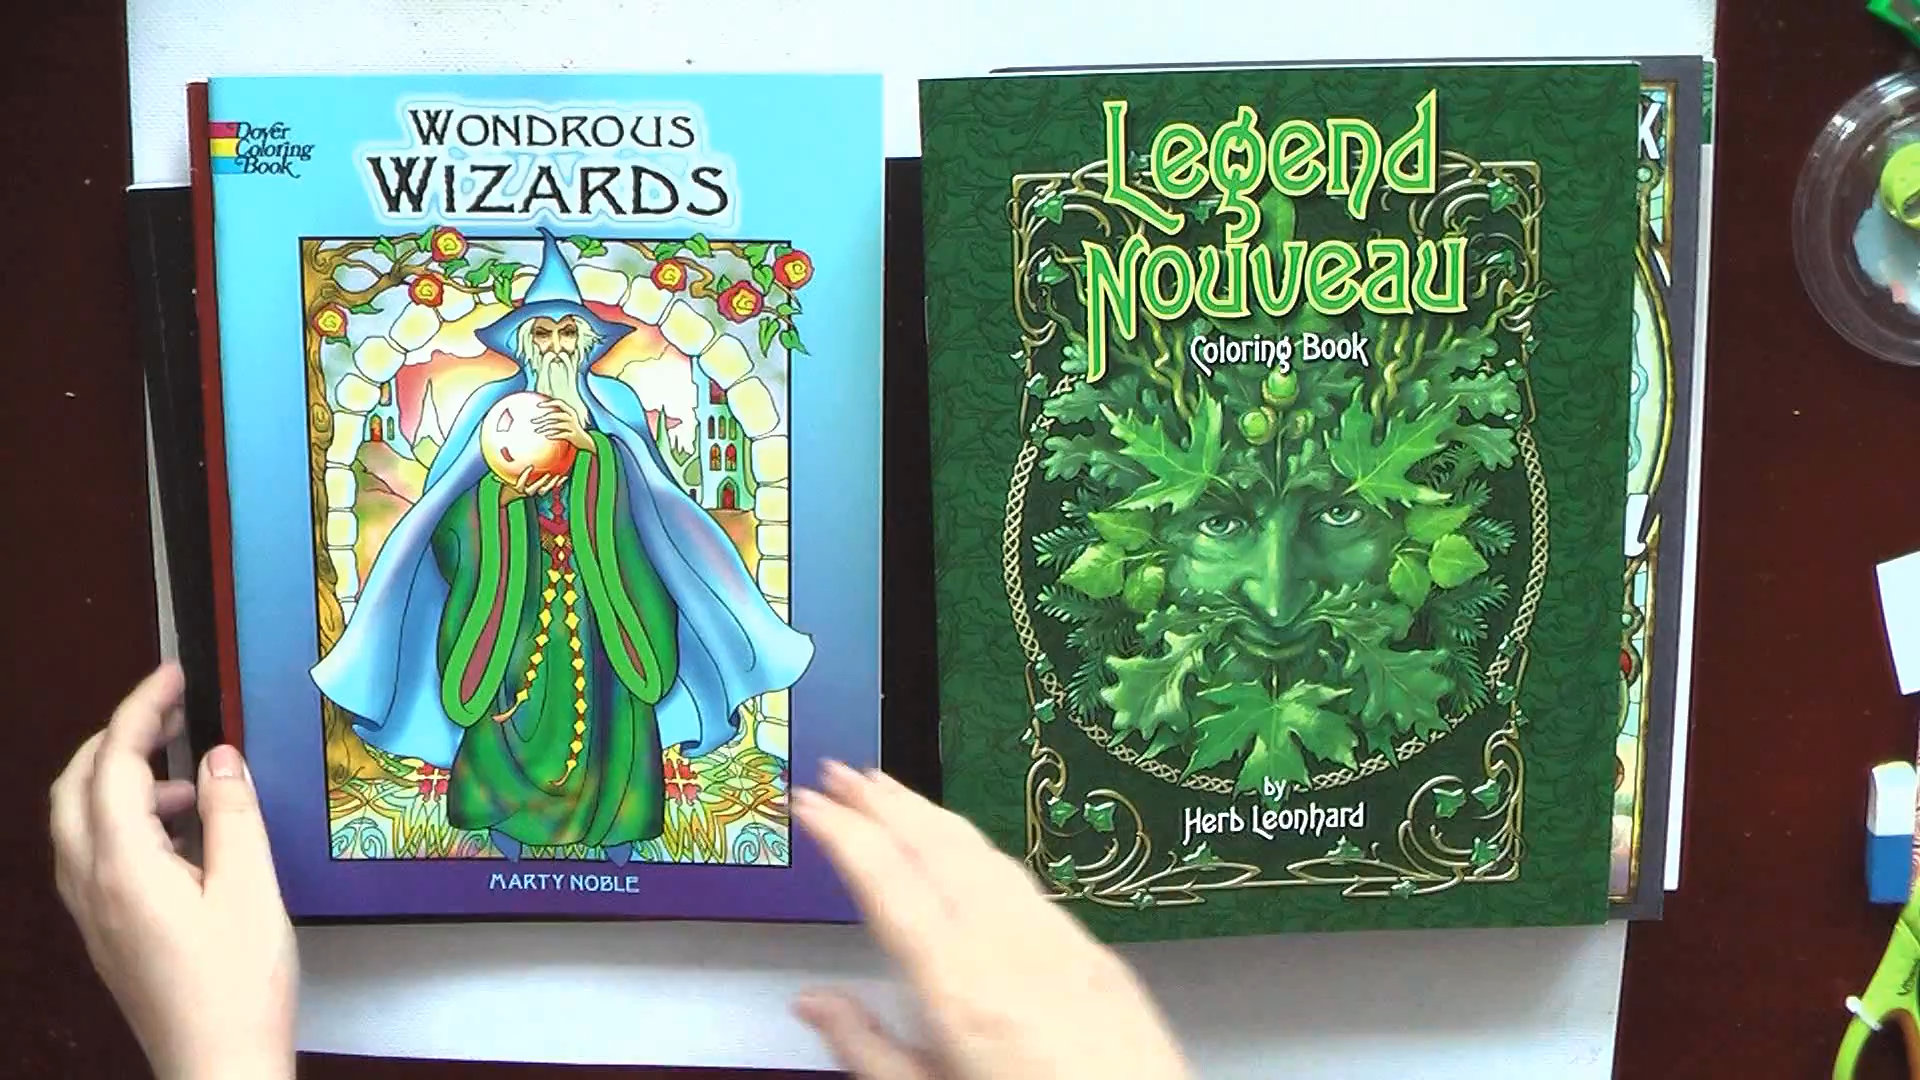 Dover
Coloring
Book
WONDROUS
WIZARDS
MARTY NOBLE
Legend
Nouveau
Coloring Book
by
Herb Leonhard
K